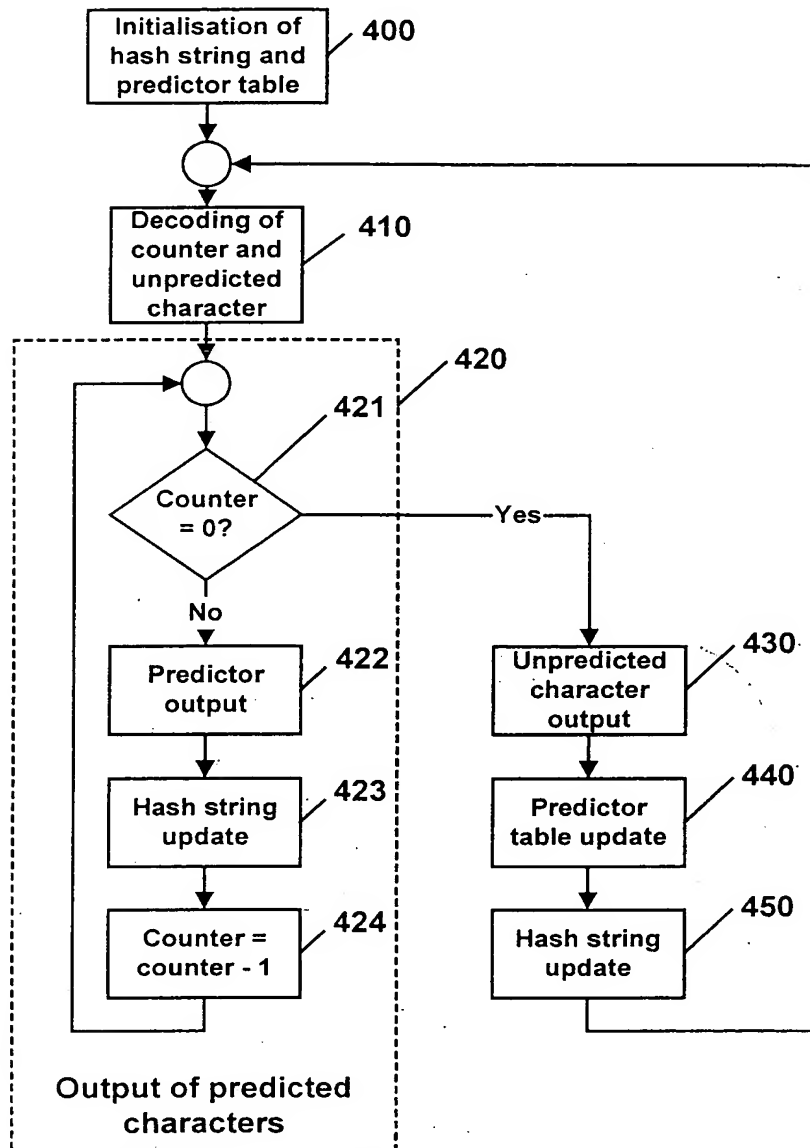 Initialisation of
hash string and
predictor table
400
Decoding of
counter and
unpredicted
character
410
420
421
Counter
= 0?
Yes
No
Predictor
output
422
Hash string
update
423
Counter =
counter - 1
424
Unpredicted
character
output
430
Predictor
table update
440
Hash string
update
450
Output of predicted
characters